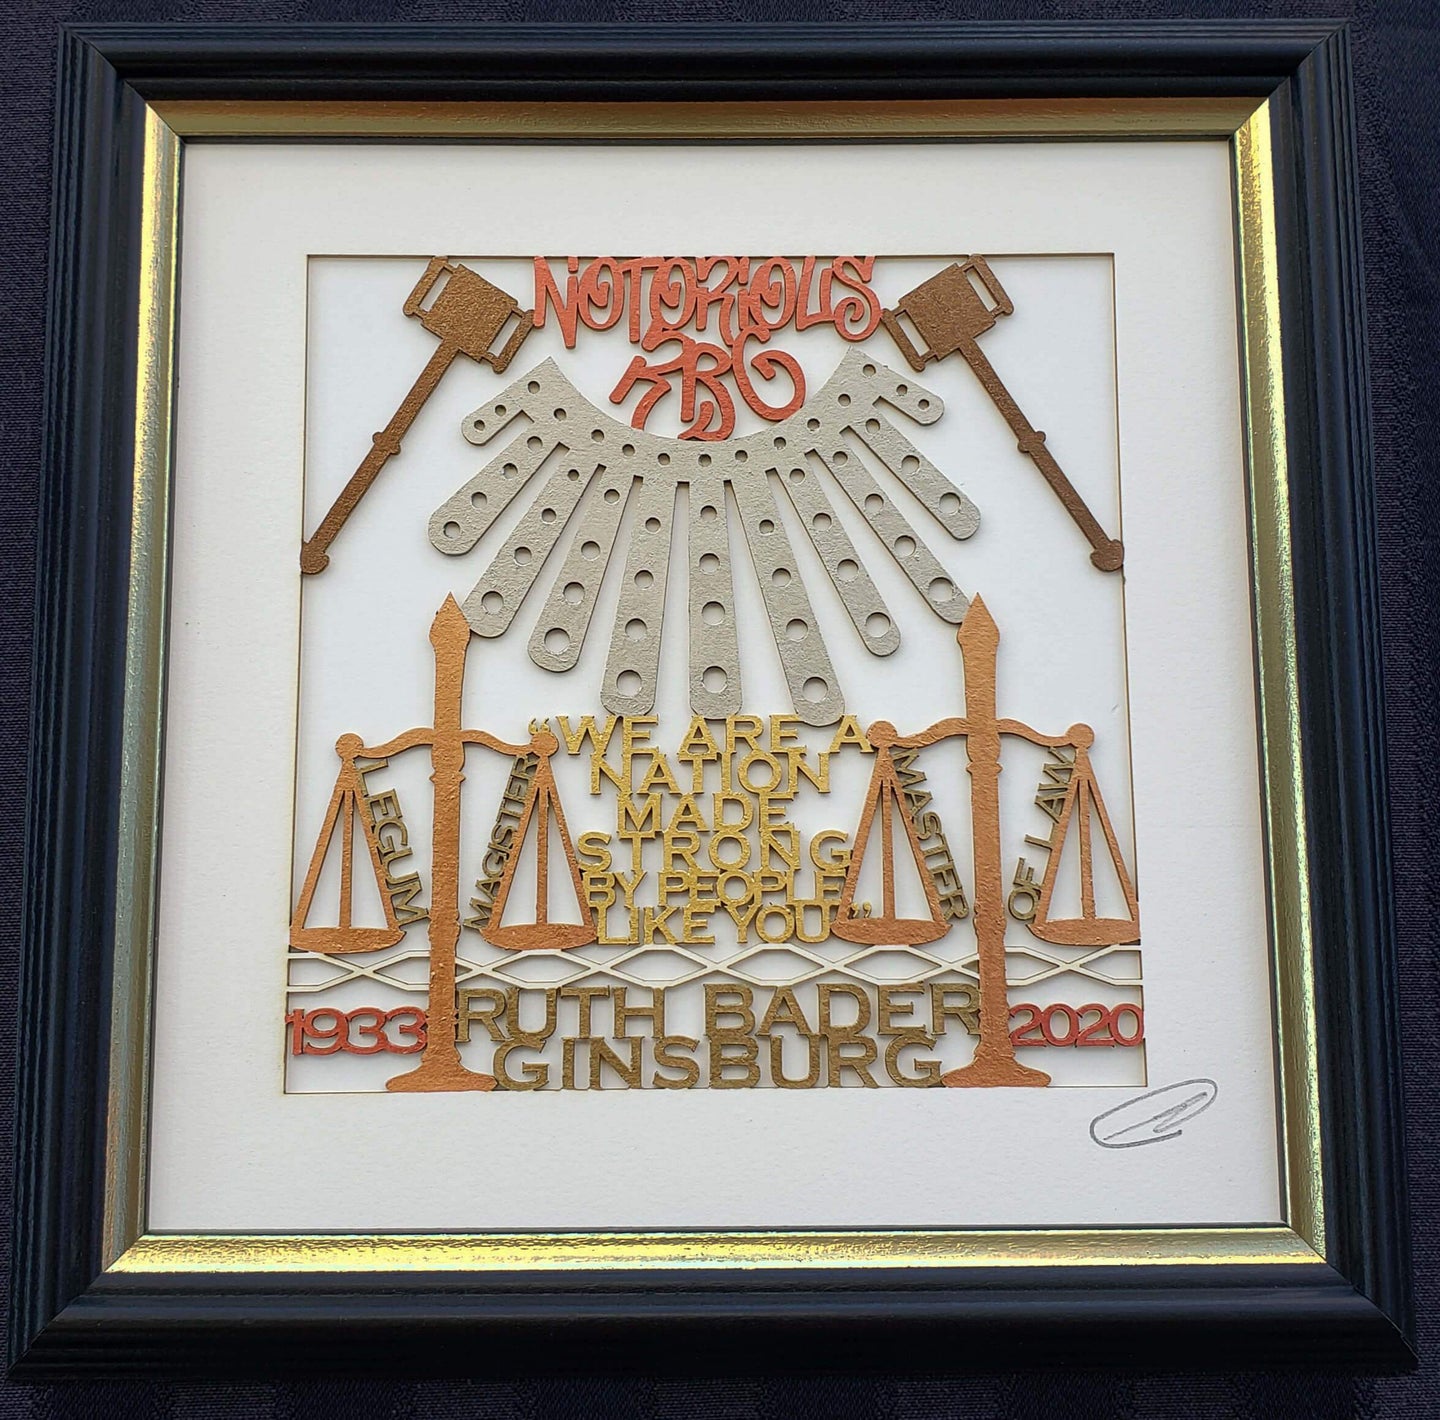 NOTORIOUS
RBG
"WE ARE A
NATION
MADE
STRONG
BY PEOPLE
LIKE YOU"
LEGUM
MAGISTER
MASTER
OF LAW
1933
RUTH BADER
GINSBURG
2020